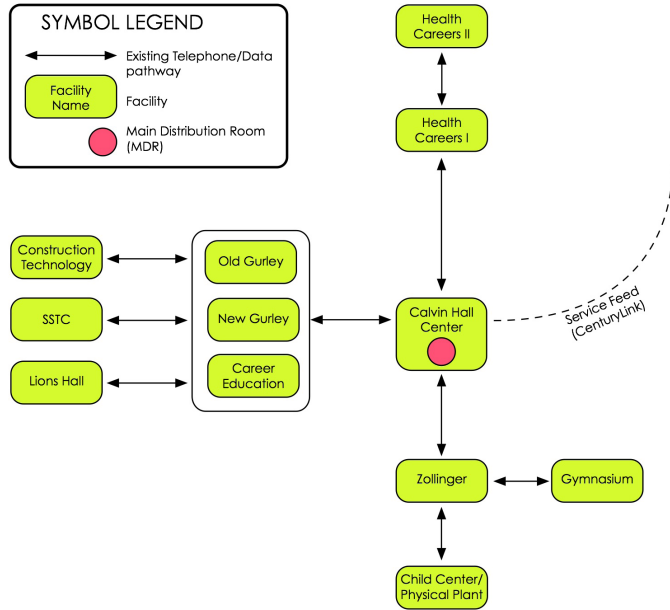 SYMBOL LEGEND
Existing Telephone/Data
pathway
Facility
Name
Facility
Main Distribution Room
(MDR)
Health
Careers II
Health
Careers I
Construction
Technology
Old Gurley
SSTC
New Gurley
Calvin Hall
Center
Service Feed
(CenturyLink)
Lions Hall
Career
Education
Zollinger
Gymnasium
Child Center/
Physical Plant